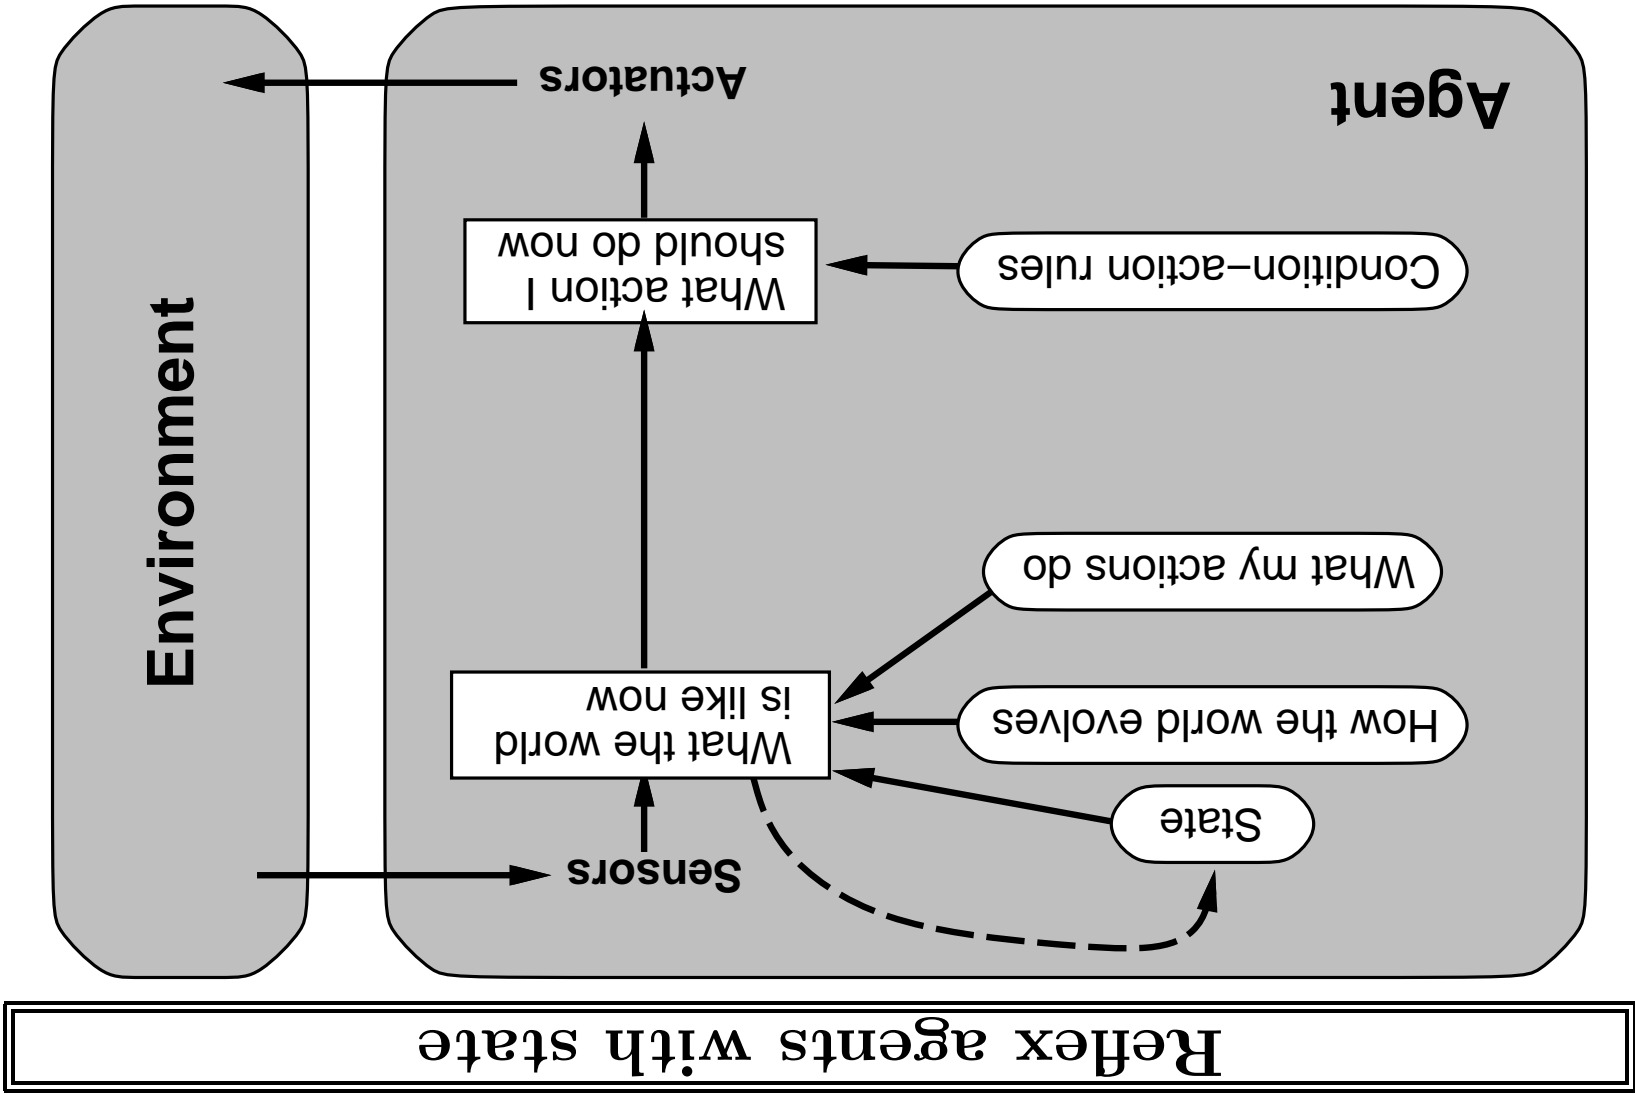 Reflex agents with state
Sensors
State
How the world evolves
What my actions do
What the world
is like now
Condition–action rules
What action I
should do now
Agent
Actuators
Environment